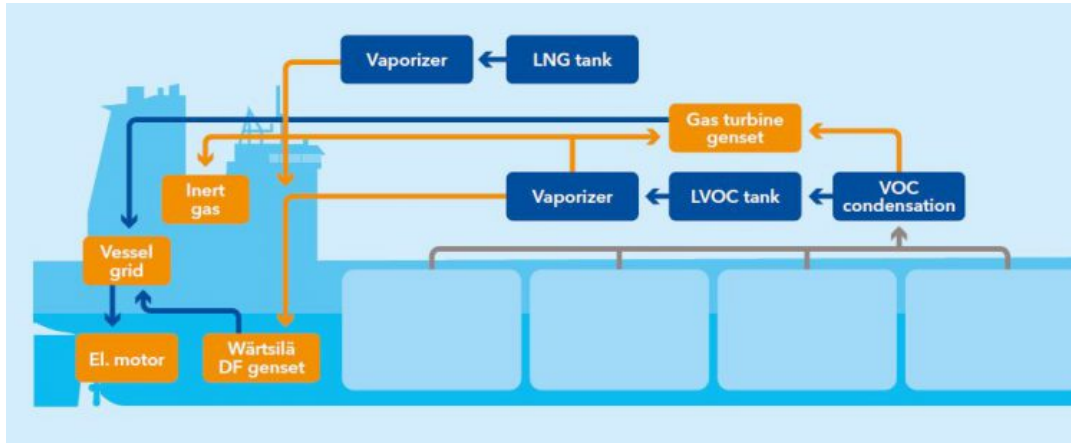 Vaporizer
LNG tank
Gas turbine
genset
Inert
gas
Vaporizer
LVOC tank
VOC
condensation
Vessel
grid
El. motor
Wärtsilä
DF genset